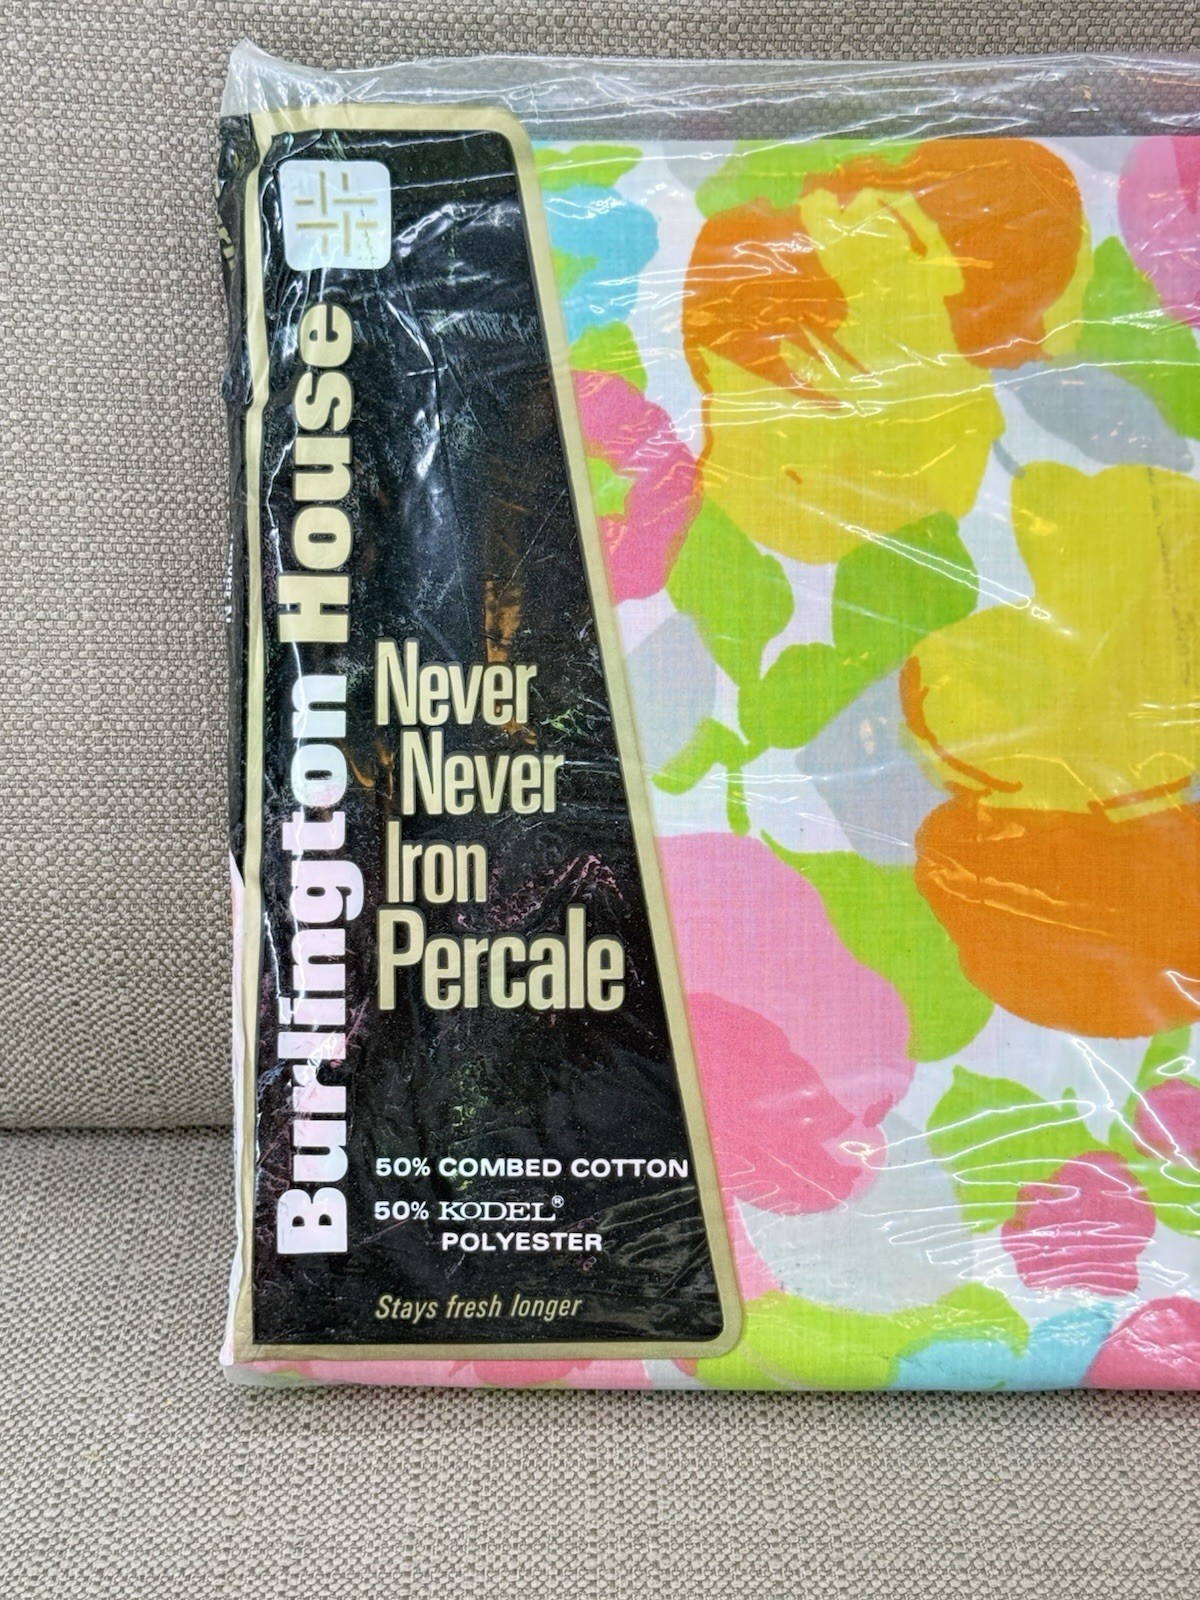 Burlington House
Never
Never
Iron
Percale
50% COMBED COTTON
50% KODEL®
POLYESTER
Stays fresh longer